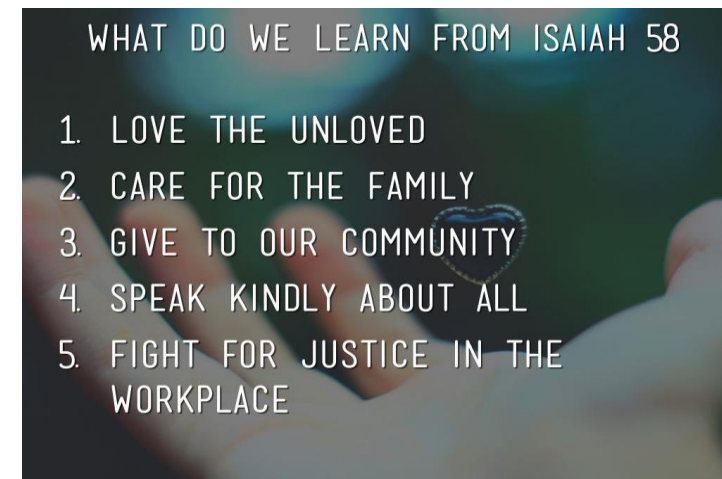 WHAT DO WE LEARN FROM ISAIAH 58
1. LOVE THE UNLOVED
2. CARE FOR THE FAMILY
3. GIVE TO OUR COMMUNITY
4. SPEAK KINDLY ABOUT ALL
5. FIGHT FOR JUSTICE IN THE
WORKPLACE